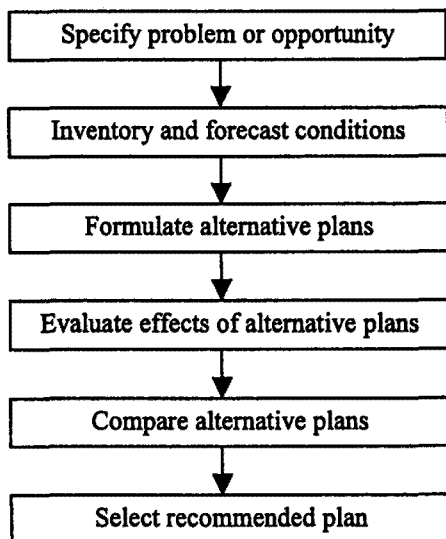 Specify problem or opportunity
Inventory and forecast conditions
Formulate alternative plans
Evaluate effects of alternative plans
Compare alternative plans
Select recommended plan